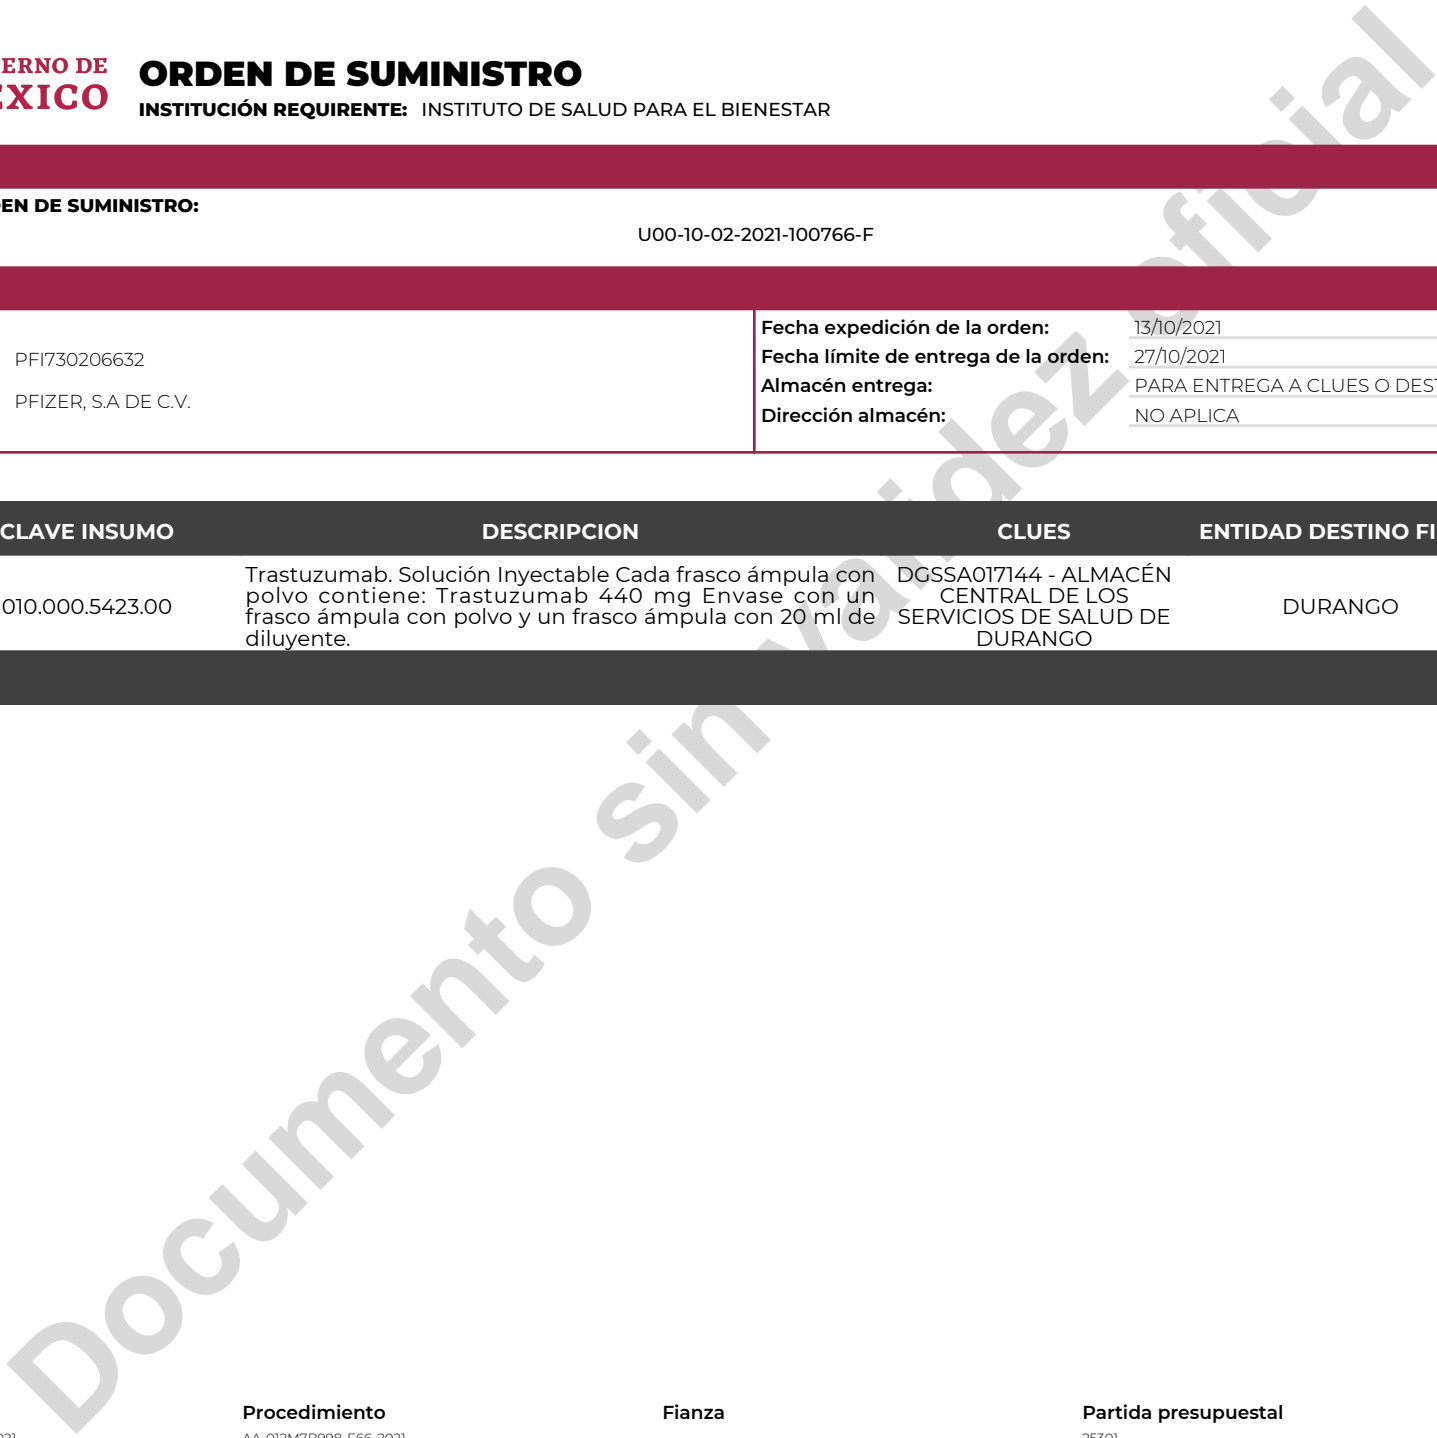 ERNO DE
ÉXICO
ORDEN DE SUMINISTRO
INSTITUCIÓN REQUIRENTE: INSTITUTO DE SALUD PARA EL BIENESTAR
EN DE SUMINISTRO:
U00-10-02-2021-100766-F
PFI730206632
PFIZER, S.A DE C.V.
Fecha expedición de la orden: 13/10/2021
Fecha límite de entrega de la orden: 27/10/2021
Almacén entrega: PARA ENTREGA A CLUES O DEST
Dirección almacén: NO APLICA
CLAVE INSUMO DESCRIPCION CLUES ENTIDAD DESTINO FI
010.000.5423.00
Trastuzumab. Solución Inyectable Cada frasco ámpula con
polvo contiene: Trastuzumab 440 mg Envase con un
frasco ámpula con polvo y un frasco ámpula con 20 ml de
diluyente.
DGSSA017144 - ALMACÉN
CENTRAL DE LOS
SERVICIOS DE SALUD DE
DURANGO
DURANGO
Documento sin validez oficial
Procedimiento Fianza Partida presupuestal